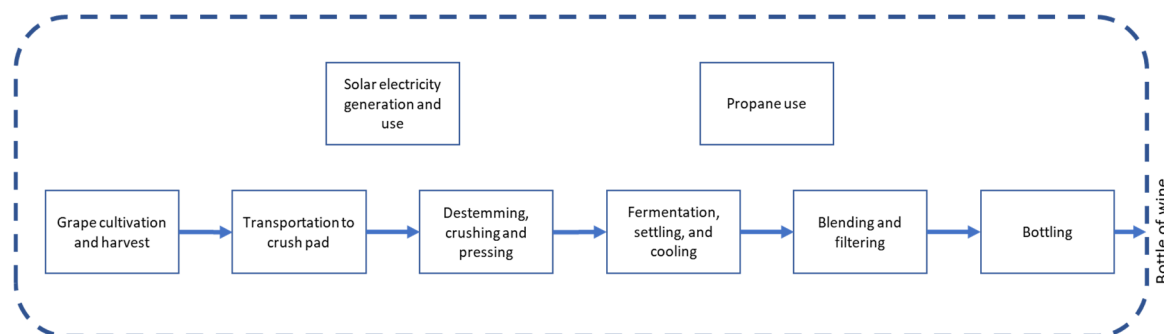 Solar electricity
generation and
use
Propane use
Grape cultivation
and harvest
Transportation to
crush pad
Destemming,
crushing and
pressing
Fermentation,
settling, and
cooling
Blending and
filtering
Bottling
Bottle of wine